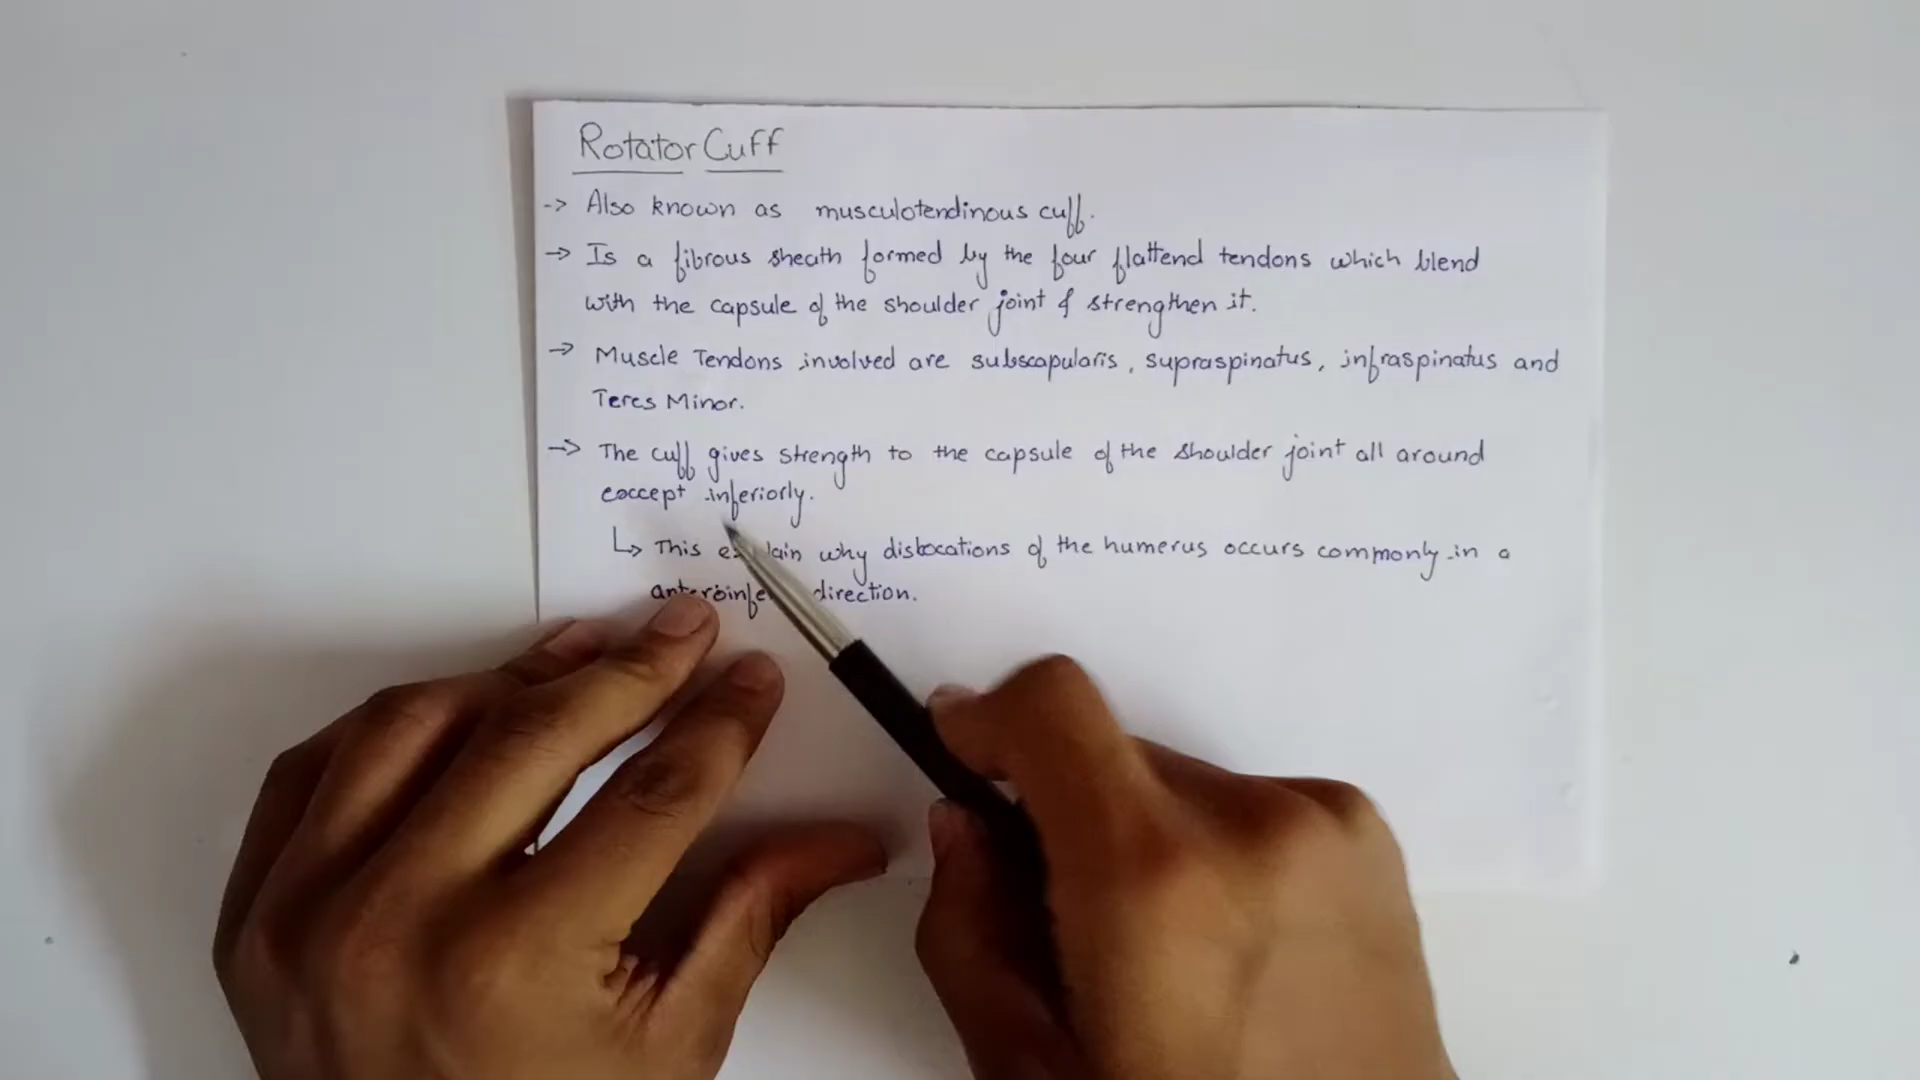 Rotator Cuff
-> Also known as musculotendinous cuff.
-> Is a fibrous sheath formed by the four flattend tendons which blend
with the capsule of the shoulder joint & strengthen it.
-> Muscle Tendons involved are subscapularis, supraspinatus, infraspinatus and
Teres Minor.
-> The cuff gives strength to the capsule of the shoulder joint all around
except inferiorly.
↳ This why dislocations of the humerus occurs commonly in a
direction.